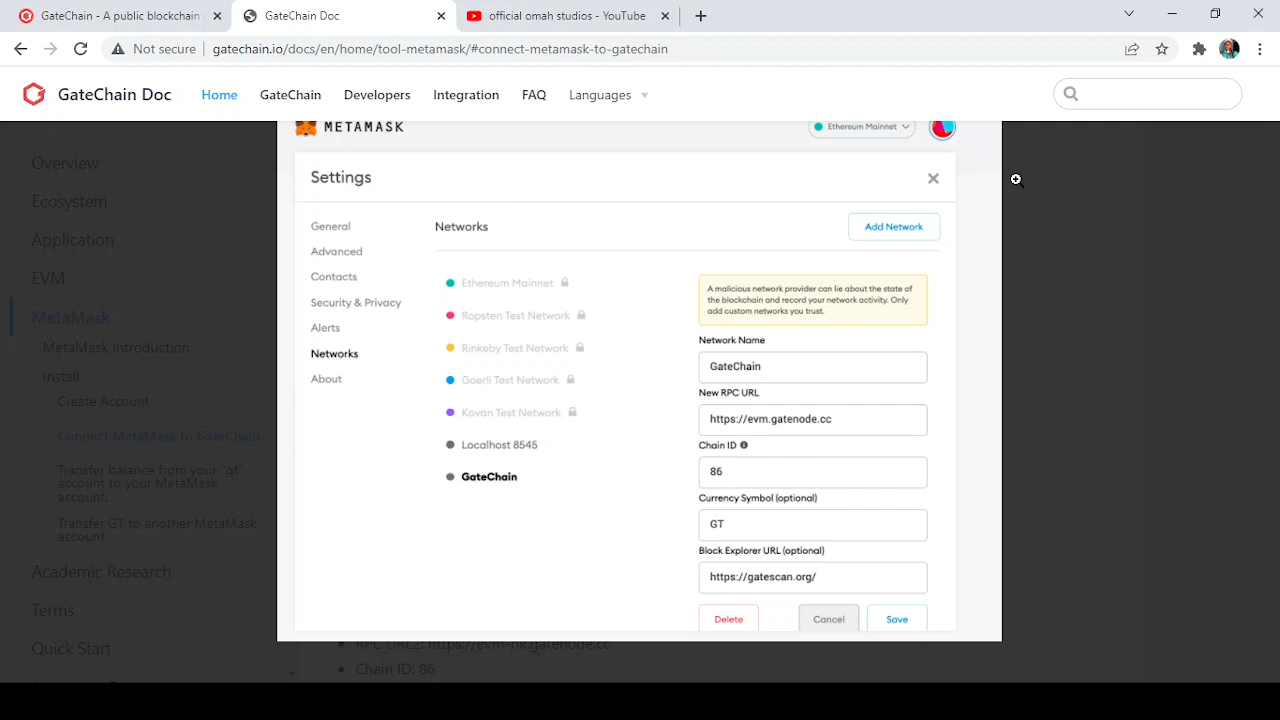 GateChain - A public blockchain
GateChain Doc
official omah studios - YouTube
Not secure
gatechain.io/docs/en/home/tool-metamask/#connect-metamask-to-gatechain
GateChain Doc
Home
GateChain
Developers
Integration
FAQ
Languages
METAMASK
Ethereum Mainnet
Overview
Ecosystem
Application
EVM
MetaMask
MetaMask Introduction
Install
Create Account
Connect MetaMask to GateChain
Transfer balance from your "gt"
account to your MetaMask
account.
Transfer GT to another MetaMask
account
Academic Research
Terms
Quick Start
Settings
General
Advanced
Contacts
Security & Privacy
Alerts
Networks
About
Networks
Add Network
Ethereum Mainnet
Ropsten Test Network
Rinkeby Test Network
Goerli Test Network
Kovan Test Network
Localhost 8545
GateChain
A malicious network provider can lie about the state of
the blockchain and record your network activity. Only
add custom networks you trust.
Network Name
GateChain
New RPC URL
https://evm.gatenode.cc
Chain ID
86
Currency Symbol (optional)
GT
Block Explorer URL (optional)
https://gatescan.org/
Delete
Cancel
Save
RPC URL2: https://evm-hk.gatenode.cc
Chain ID: 86